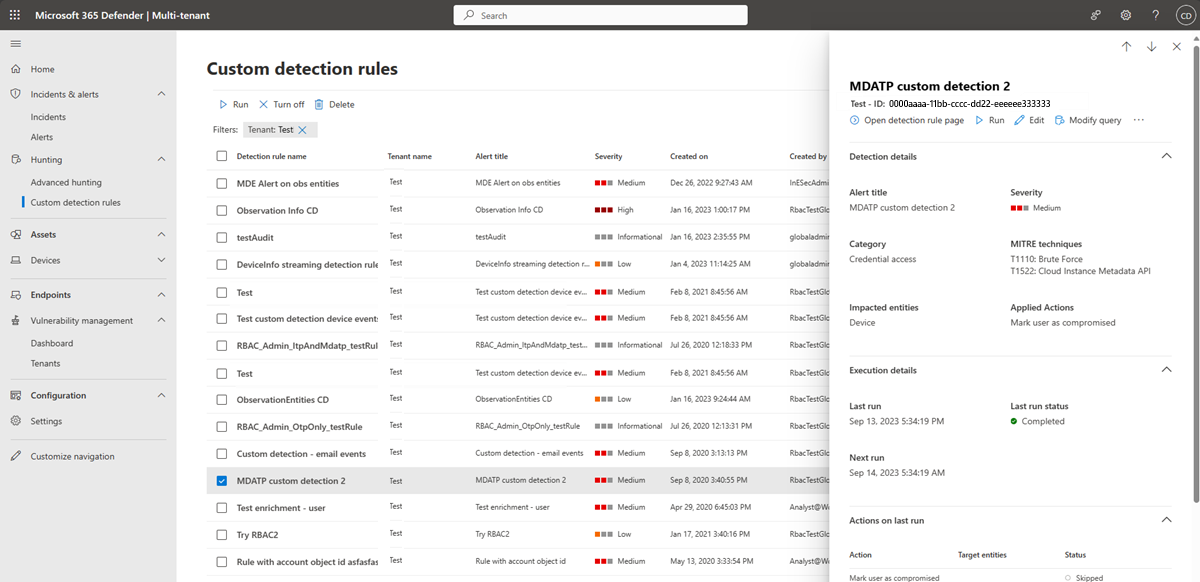 Microsoft 365 Defender | Multi-tenant
Search
CD
Home
Incidents & alerts
Incidents
Alerts
Hunting
Advanced hunting
Custom detection rules
Assets
Devices
Endpoints
Vulnerability management
Dashboard
Tenants
Configuration
Settings
Customize navigation
Custom detection rules
Run Turn off Delete
Filters: Tenant: Test
Detection rule name Tenant name Alert title Severity Created on Created by
MDE Alert on obs entities Test MDE Alert on obs entities Medium Dec 26, 2022 9:27:43 AM InESecAdmi
Observation Info CD Test Observation Info CD High Jan 16, 2023 1:00:17 PM RbacTestGlo
testAudit Test testAudit Informational Jan 16, 2023 2:35:55 PM globaladmin
DeviceInfo streaming detection rule Test DeviceInfo streaming detection r... Low Jan 4, 2023 11:14:25 AM globaladmin
Test Test Test custom detection device ev... Medium Feb 8, 2021 8:45:56 AM RbacTestGlo
Test custom detection device events Test Test custom detection device ev... Medium Feb 8, 2021 8:45:56 AM RbacTestGlo
RBAC_Admin_ItpAndMdatp_testRul Test RBAC_Admin_ItpAndMdatp_test... Informational Jul 26, 2020 12:18:33 PM RbacTestGlo
Test Test Test custom detection device ev... Medium Feb 8, 2021 8:45:56 AM RbacTestGlo
ObservationEntities CD Test ObservationEntities CD Low Jan 16, 2023 9:24:44 AM RbacTestGlo
RBAC_Admin_OtpOnly_testRule Test RBAC_Admin_OtpOnly_testRule Informational Jul 26, 2020 12:13:31 PM RbacTestGlo
Custom detection - email events Test Custom detection - email events Medium Sep 8, 2020 3:13:13 PM RbacTestGlo
MDATP custom detection 2 Test MDATP custom detection 2 Medium Sep 8, 2020 3:40:55 PM RbacTestGlo
Test enrichment - user Test Test enrichment - user Medium Apr 29, 2020 6:45:03 PM Analyst@We
Try RBAC2 Test Try RBAC2 Low Jan 17, 2021 3:40:16 PM RbacTestGlo
Rule with account object id asfasfas Test Rule with account object id Medium May 13, 2020 3:33:54 PM Analyst@We
MDATP custom detection 2
Test - ID: 0000aaaa-11bb-cccc-dd22-eeeeee333333
Open detection rule page Run Edit Modify query ...
Detection details
Alert title Severity
MDATP custom detection 2 Medium
Category MITRE techniques
Credential access T1110: Brute Force
T1522: Cloud Instance Metadata API
Impacted entities Applied Actions
Device Mark user as compromised
Execution details
Last run Last run status
Sep 13, 2023 5:34:19 PM Completed
Next run
Sep 14, 2023 5:34:19 AM
Actions on last run
Action Target entities Status
Mark user as compromised Skipped